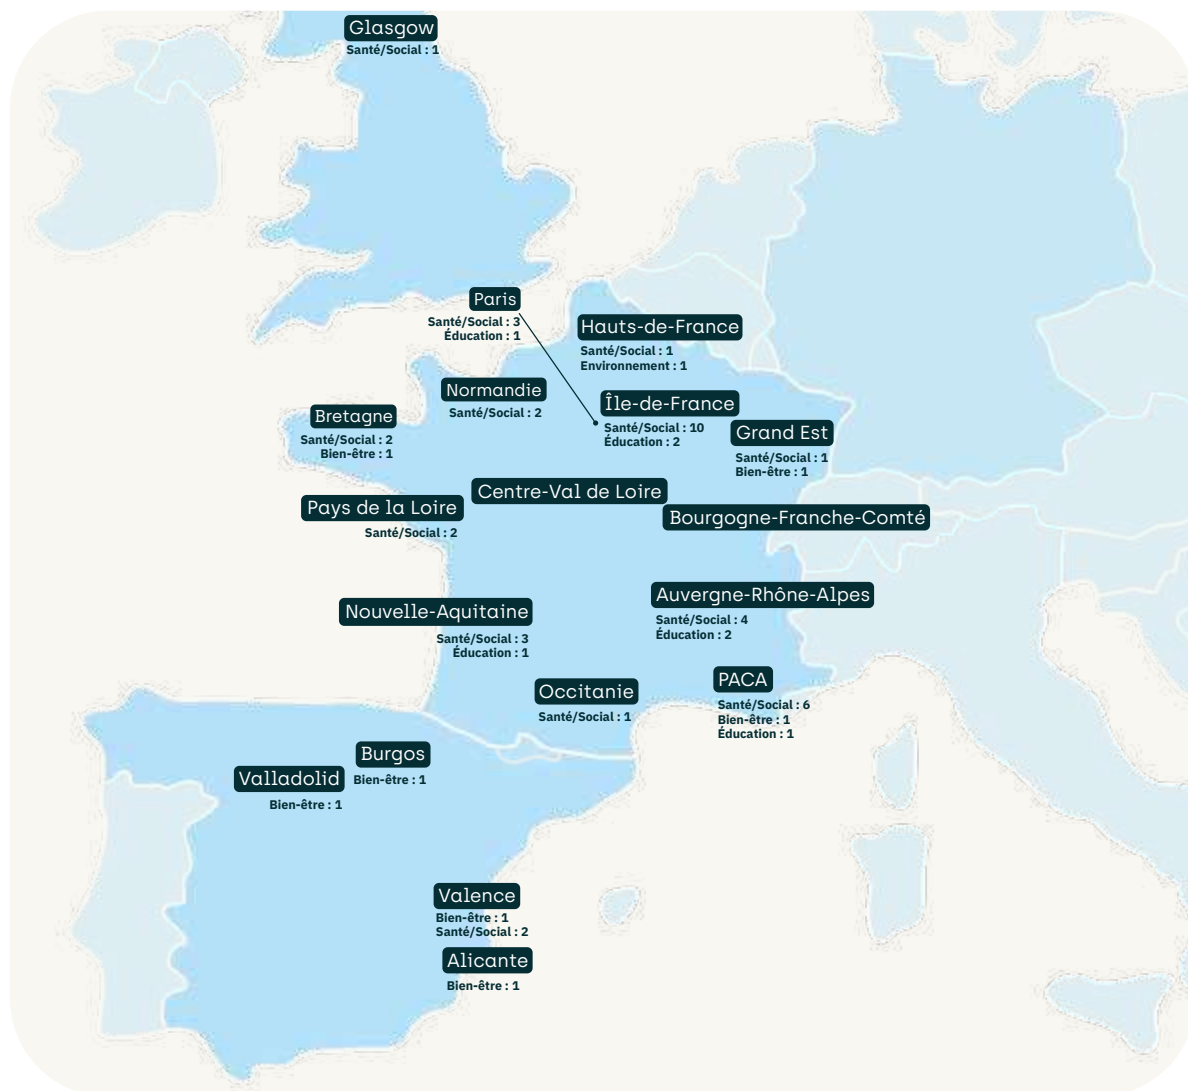 Glasgow
Santé/Social : 1
Paris
Santé/Social : 3
Éducation : 1
Hauts-de-France
Santé/Social : 1
Environnement : 1
Normandie
Santé/Social : 2
Île-de-France
Santé/Social : 10
Éducation : 2
Bretagne
Santé/Social : 2
Bien-être : 1
Grand Est
Santé/Social : 1
Bien-être : 1
Centre-Val de Loire
Pays de la Loire
Santé/Social : 2
Bourgogne-Franche-Comté
Auvergne-Rhône-Alpes
Santé/Social : 4
Éducation : 2
Nouvelle-Aquitaine
Santé/Social : 3
Éducation : 1
PACA
Santé/Social : 6
Bien-être : 1
Éducation : 1
Occitanie
Santé/Social : 1
Burgos
Bien-être : 1
Valladolid
Bien-être : 1
Valence
Bien-être : 1
Santé/Social : 2
Alicante
Bien-être : 1